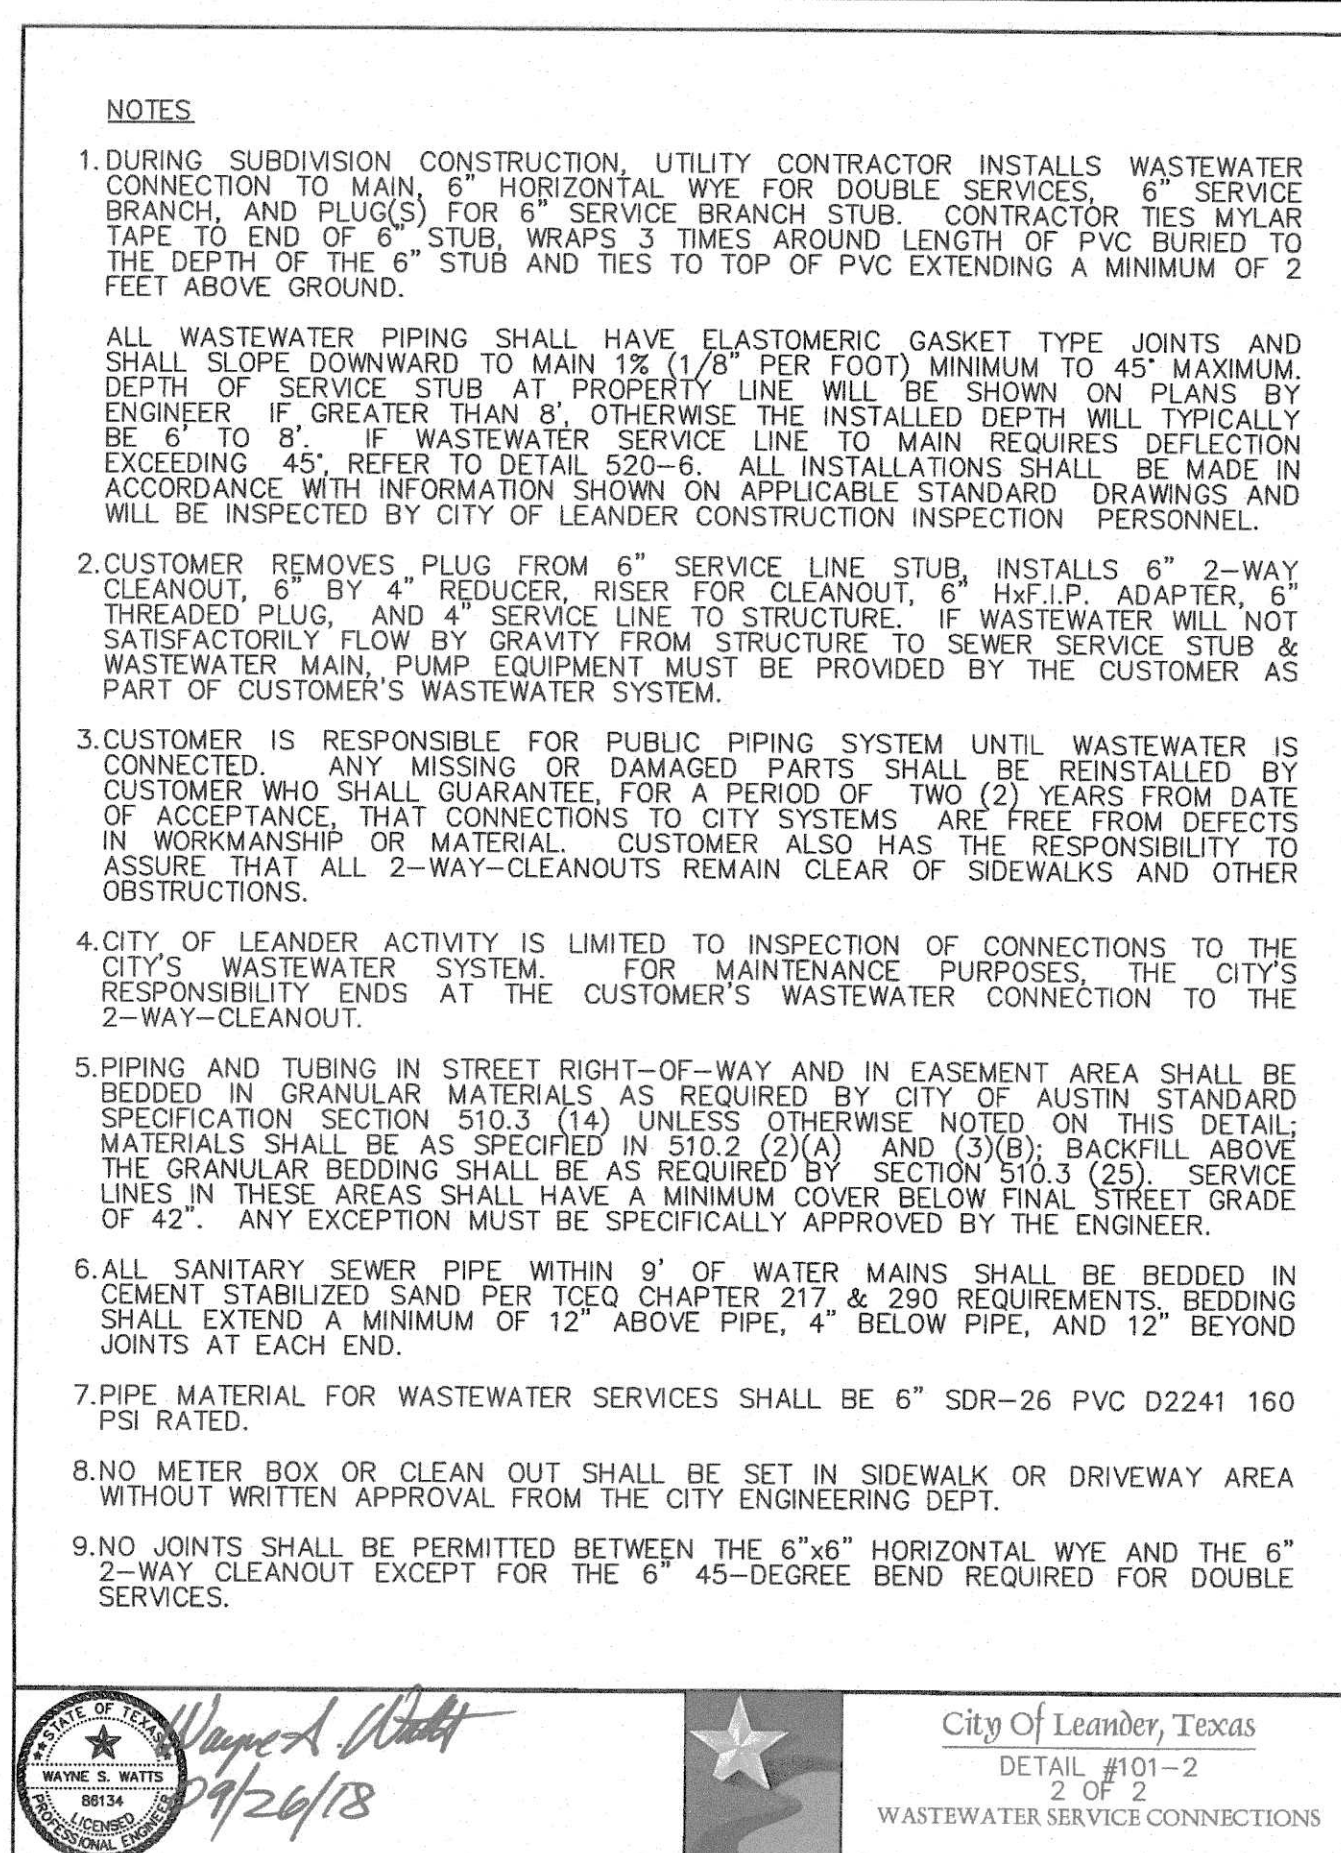 NOTES
1. DURING SUBDIVISION CONSTRUCTION, UTILITY CONTRACTOR INSTALLS WASTEWATER
CONNECTION TO MAIN, 6" HORIZONTAL WYE FOR DOUBLE SERVICES, 6" SERVICE
BRANCH, AND PLUG(S) FOR 6" SERVICE BRANCH STUB. CONTRACTOR TIES MYLAR
TAPE TO END OF 6" STUB, WRAPS 3 TIMES AROUND LENGTH OF PVC BURIED TO
THE DEPTH OF THE 6" STUB AND TIES TO TOP OF PVC EXTENDING A MINIMUM OF 2
FEET ABOVE GROUND.
ALL WASTEWATER PIPING SHALL HAVE ELASTOMERIC GASKET TYPE JOINTS AND
SHALL SLOPE DOWNWARD TO MAIN 1% (1/8" PER FOOT) MINIMUM TO 45° MAXIMUM.
DEPTH OF SERVICE STUB AT PROPERTY LINE WILL BE SHOWN ON PLANS BY
ENGINEER IF GREATER THAN 8', OTHERWISE THE INSTALLED DEPTH WILL TYPICALLY
BE 6' TO 8'. IF WASTEWATER SERVICE LINE TO MAIN REQUIRES DEFLECTION
EXCEEDING 45°, REFER TO DETAIL 520-6. ALL INSTALLATIONS SHALL BE MADE IN
ACCORDANCE WITH INFORMATION SHOWN ON APPLICABLE STANDARD DRAWINGS AND
WILL BE INSPECTED BY CITY OF LEANDER CONSTRUCTION INSPECTION PERSONNEL.
2. CUSTOMER REMOVES PLUG FROM 6" SERVICE LINE STUB, INSTALLS 6" 2-WAY
CLEANOUT, 6" BY 4" REDUCER, RISER FOR CLEANOUT, 6" HxF.I.P. ADAPTER, 6"
THREADED PLUG, AND 4" SERVICE LINE TO STRUCTURE. IF WASTEWATER WILL NOT
SATISFACTORILY FLOW BY GRAVITY FROM STRUCTURE TO SEWER SERVICE STUB &
WASTEWATER MAIN, PUMP EQUIPMENT MUST BE PROVIDED BY THE CUSTOMER AS
PART OF CUSTOMER'S WASTEWATER SYSTEM.
3. CUSTOMER IS RESPONSIBLE FOR PUBLIC PIPING SYSTEM UNTIL WASTEWATER IS
CONNECTED. ANY MISSING OR DAMAGED PARTS SHALL BE REINSTALLED BY
CUSTOMER WHO SHALL GUARANTEE, FOR A PERIOD OF TWO (2) YEARS FROM DATE
OF ACCEPTANCE, THAT CONNECTIONS TO CITY SYSTEMS ARE FREE FROM DEFECTS
IN WORKMANSHIP OR MATERIAL. CUSTOMER ALSO HAS THE RESPONSIBILITY TO
ASSURE THAT ALL 2-WAY-CLEANOUTS REMAIN CLEAR OF SIDEWALKS AND OTHER
OBSTRUCTIONS.
4. CITY OF LEANDER ACTIVITY IS LIMITED TO INSPECTION OF CONNECTIONS TO THE
CITY'S WASTEWATER SYSTEM. FOR MAINTENANCE PURPOSES, THE CITY'S
RESPONSIBILITY ENDS AT THE CUSTOMER'S WASTEWATER CONNECTION TO THE
2-WAY-CLEANOUT.
5. PIPING AND TUBING IN STREET RIGHT-OF-WAY AND IN EASEMENT AREA SHALL BE
BEDDED IN GRANULAR MATERIALS AS REQUIRED BY CITY OF AUSTIN STANDARD
SPECIFICATION SECTION 510.3 (14) UNLESS OTHERWISE NOTED ON THIS DETAIL;
MATERIALS SHALL BE AS SPECIFIED IN 510.2 (2)(A) AND (3)(B); BACKFILL ABOVE
THE GRANULAR BEDDING SHALL BE AS REQUIRED BY SECTION 510.3 (25). SERVICE
LINES IN THESE AREAS SHALL HAVE A MINIMUM COVER BELOW FINAL STREET GRADE
OF 42". ANY EXCEPTION MUST BE SPECIFICALLY APPROVED BY THE ENGINEER.
6. ALL SANITARY SEWER PIPE WITHIN 9' OF WATER MAINS SHALL BE BEDDED IN
CEMENT STABILIZED SAND PER TCEQ CHAPTER 217 & 290 REQUIREMENTS. BEDDING
SHALL EXTEND A MINIMUM OF 12" ABOVE PIPE, 4" BELOW PIPE, AND 12" BEYOND
JOINTS AT EACH END.
7. PIPE MATERIAL FOR WASTEWATER SERVICES SHALL BE 6" SDR-26 PVC D2241 160
PSI RATED.
8. NO METER BOX OR CLEAN OUT SHALL BE SET IN SIDEWALK OR DRIVEWAY AREA
WITHOUT WRITTEN APPROVAL FROM THE CITY ENGINEERING DEPT.
9. NO JOINTS SHALL BE PERMITTED BETWEEN THE 6"x6" HORIZONTAL WYE AND THE 6"
2-WAY CLEANOUT EXCEPT FOR THE 6" 45-DEGREE BEND REQUIRED FOR DOUBLE
SERVICES.
STATE OF TEXAS
WAYNE S. WATTS
86134
LICENSED
PROFESSIONAL ENGINEER
Wayne S. Watts
09/26/18
City Of Leander, Texas
DETAIL #101-2
2 OF 2
WASTEWATER SERVICE CONNECTIONS